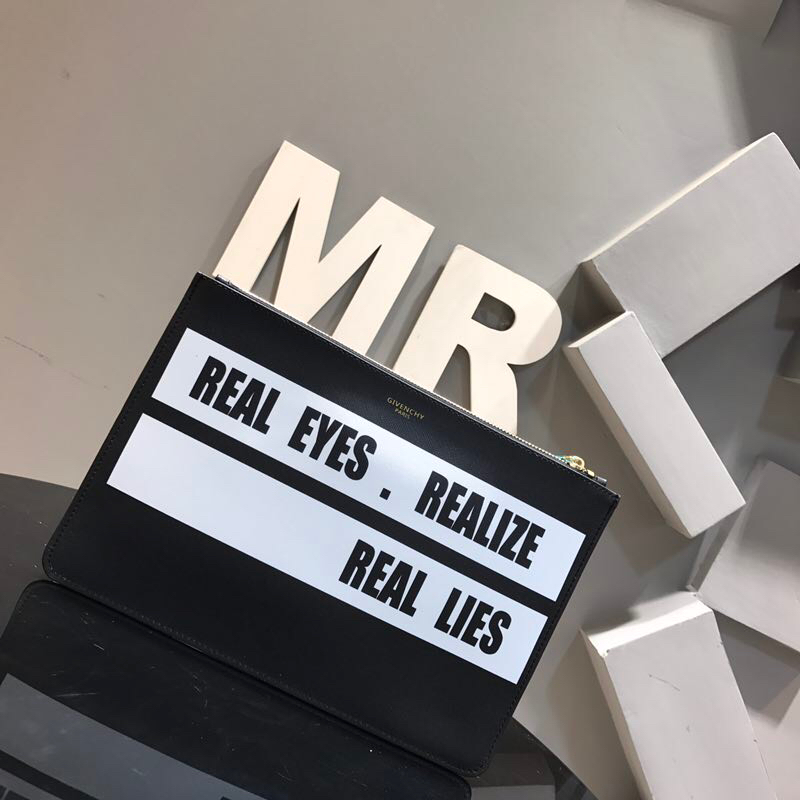 MR
GIVENCHY
PARIS
REAL EYES . REALIZE
REAL LIES